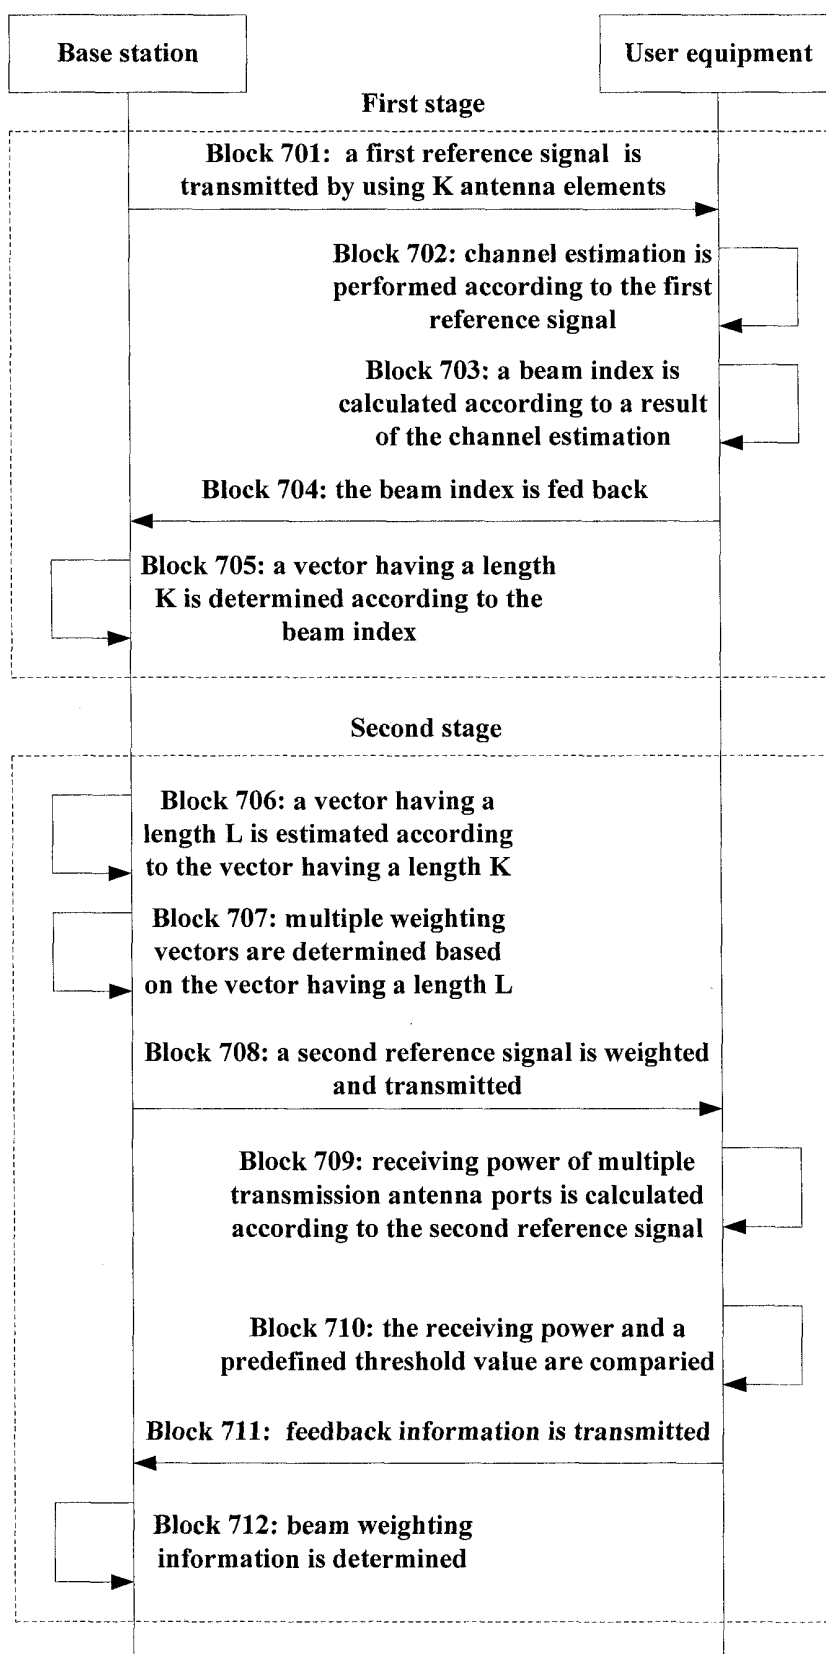 Base station
User equipment
First stage
Block 701: a first reference signal is
transmitted by using K antenna elements
Block 702: channel estimation is
performed according to the first
reference signal
Block 703: a beam index is
calculated according to a result
of the channel estimation
Block 704: the beam index is fed back
Block 705: a vector having a length
K is determined according to the
beam index
Second stage
Block 706: a vector having a
length L is estimated according
to the vector having a length K
Block 707: multiple weighting
vectors are determined based
on the vector having a length L
Block 708: a second reference signal is weighted
and transmitted
Block 709: receiving power of multiple
transmission antenna ports is calculated
according to the second reference signal
Block 710: the receiving power and a
predefined threshold value are comparied
Block 711: feedback information is transmitted
Block 712: beam weighting
information is determined